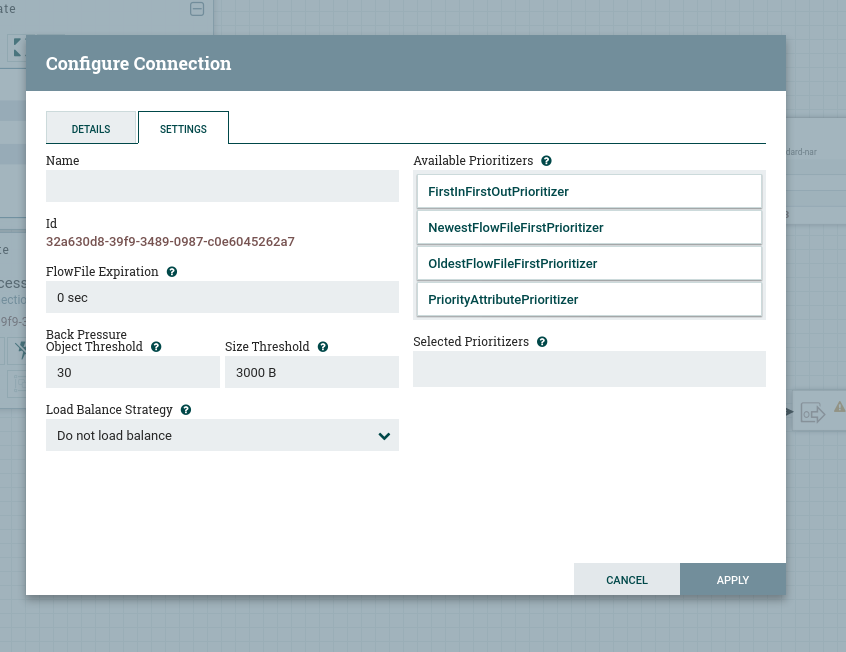 ate
Configure Connection
DETAILS
SETTINGS
Name
Id
32a630d8-39f9-3489-0987-c0e6045262a7
FlowFile Expiration
0 sec
Back Pressure
Object Threshold
Size Threshold
30
3000 B
Load Balance Strategy
Do not load balance
Available Prioritizers
FirstInFirstOutPrioritizer
NewestFlowFileFirstPrioritizer
OldestFlowFileFirstPrioritizer
PriorityAttributePrioritizer
Selected Prioritizers
CANCEL
APPLY
dard-nar
te
cess
ectio
9f9-3